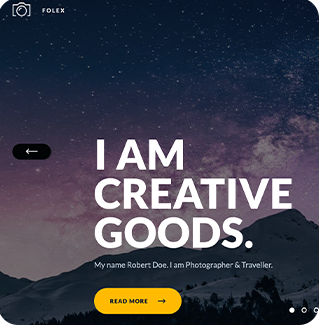 FOLEX
I AM
CREATIVE
GOODS.
My name Robert Doe. I am Photographer & Traveller.
READ MORE